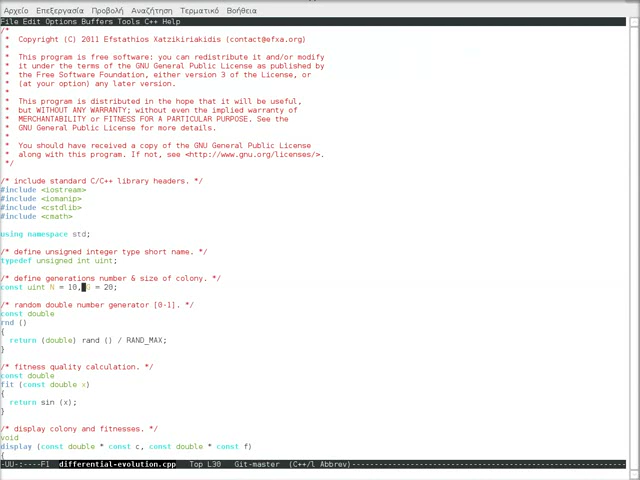 Αρχείο Επεξεργασία Προβολή Αναζήτηση Τερματικό Βοήθεια
File Edit Options Buffers Tools C++ Help
/*
* Copyright (C) 2011 Efstathios Xatzikiriakidis (contact@efxa.org)
*
* This program is free software: you can redistribute it and/or modify
* it under the terms of the GNU General Public License as published by
* the Free Software Foundation, either version 3 of the License, or
* (at your option) any later version.
*
* This program is distributed in the hope that it will be useful,
* but WITHOUT ANY WARRANTY; without even the implied warranty of
* MERCHANTABILITY or FITNESS FOR A PARTICULAR PURPOSE. See the
* GNU General Public License for more details.
*
* You should have received a copy of the GNU General Public License
* along with this program. If not, see <http://www.gnu.org/licenses/>.
*/
/* include standard C/C++ library headers. */
#include <iostream>
#include <iomanip>
#include <cstdlib>
#include <cmath>
using namespace std;
/* define unsigned integer type short name. */
typedef unsigned int uint;
/* define generations number & size of colony. */
const uint N = 10, G = 20;
/* random double number generator [0-1]. */
const double
rnd ()
{
return (double) rand () / RAND_MAX;
}
/* fitness quality calculation. */
const double
fit (const double x)
{
return sin (x);
}
/* display colony and fitnesses. */
void
display (const double * const c, const double * const f)
{
-UU-:----F1 differential-evolution.cpp Top L30 Git-master (C++/l Abbrev)------------------------------------------------------------